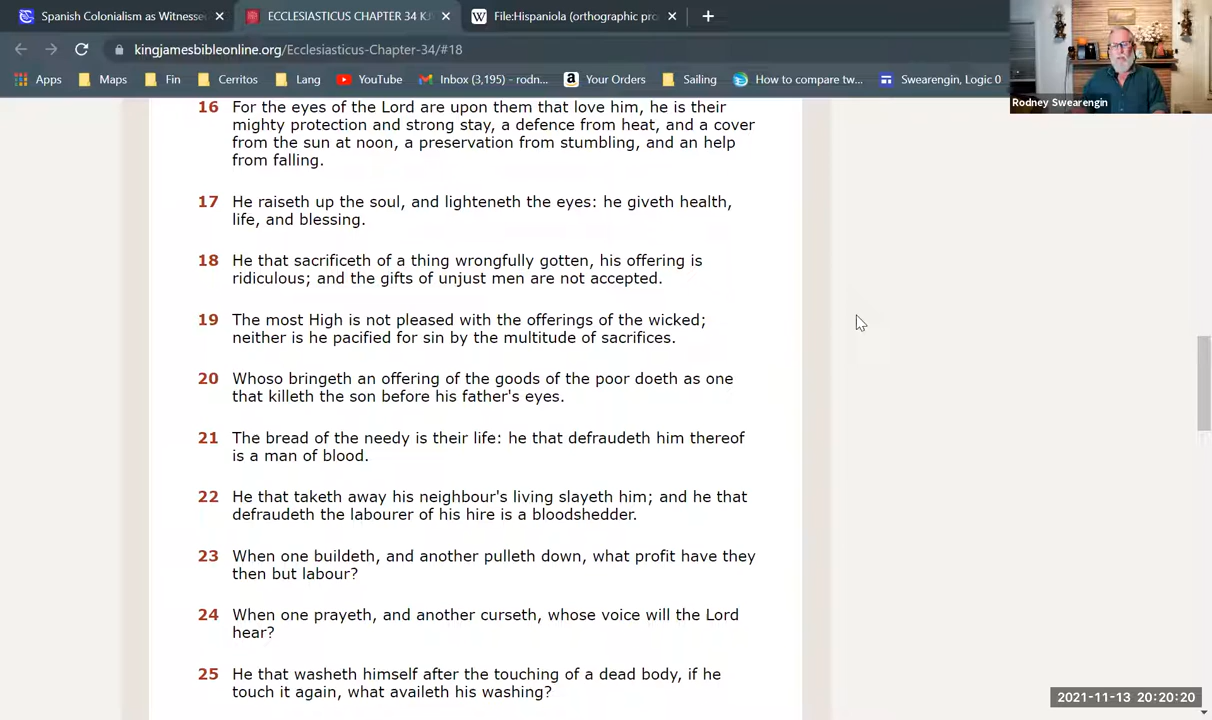 Spanish Colonialism as Witnesse
ECCLESIASTICUS CHAPTER 34 K
File:Hispaniola (orthographic pro
kingjamesbibleonline.org/Ecclesiasticus-Chapter-34/#18
Apps Maps Fin Cerritos Lang YouTube Inbox (3,195) - rodn... Your Orders Sailing How to compare tw... Swearengin, Logic 0
Rodney Swearengin
16 For the eyes of the Lord are upon them that love him, he is their
mighty protection and strong stay, a defence from heat, and a cover
from the sun at noon, a preservation from stumbling, and an help
from falling.
17 He raiseth up the soul, and lighteneth the eyes: he giveth health,
life, and blessing.
18 He that sacrificeth of a thing wrongfully gotten, his offering is
ridiculous; and the gifts of unjust men are not accepted.
19 The most High is not pleased with the offerings of the wicked;
neither is he pacified for sin by the multitude of sacrifices.
20 Whoso bringeth an offering of the goods of the poor doeth as one
that killeth the son before his father's eyes.
21 The bread of the needy is their life: he that defraudeth him thereof
is a man of blood.
22 He that taketh away his neighbour's living slayeth him; and he that
defraudeth the labourer of his hire is a bloodshedder.
23 When one buildeth, and another pulleth down, what profit have they
then but labour?
24 When one prayeth, and another curseth, whose voice will the Lord
hear?
25 He that washeth himself after the touching of a dead body, if he
touch it again, what availeth his washing?
2021-11-13 20:20:20